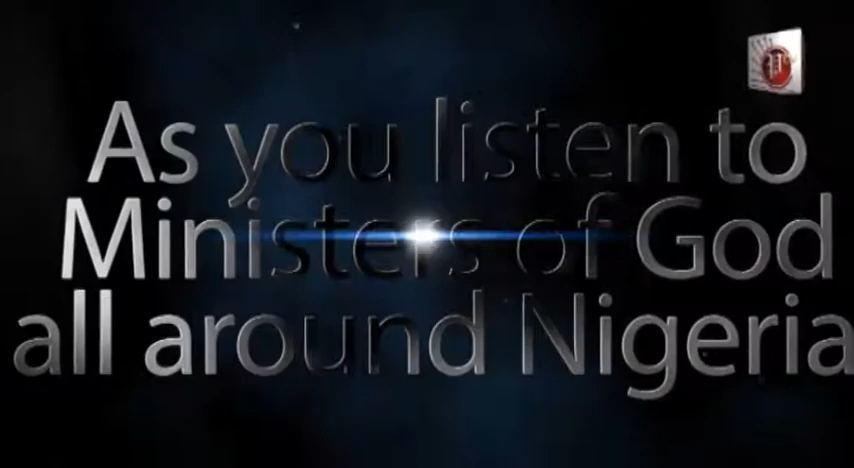 As you listen to
Ministers of God
all around Nigeria